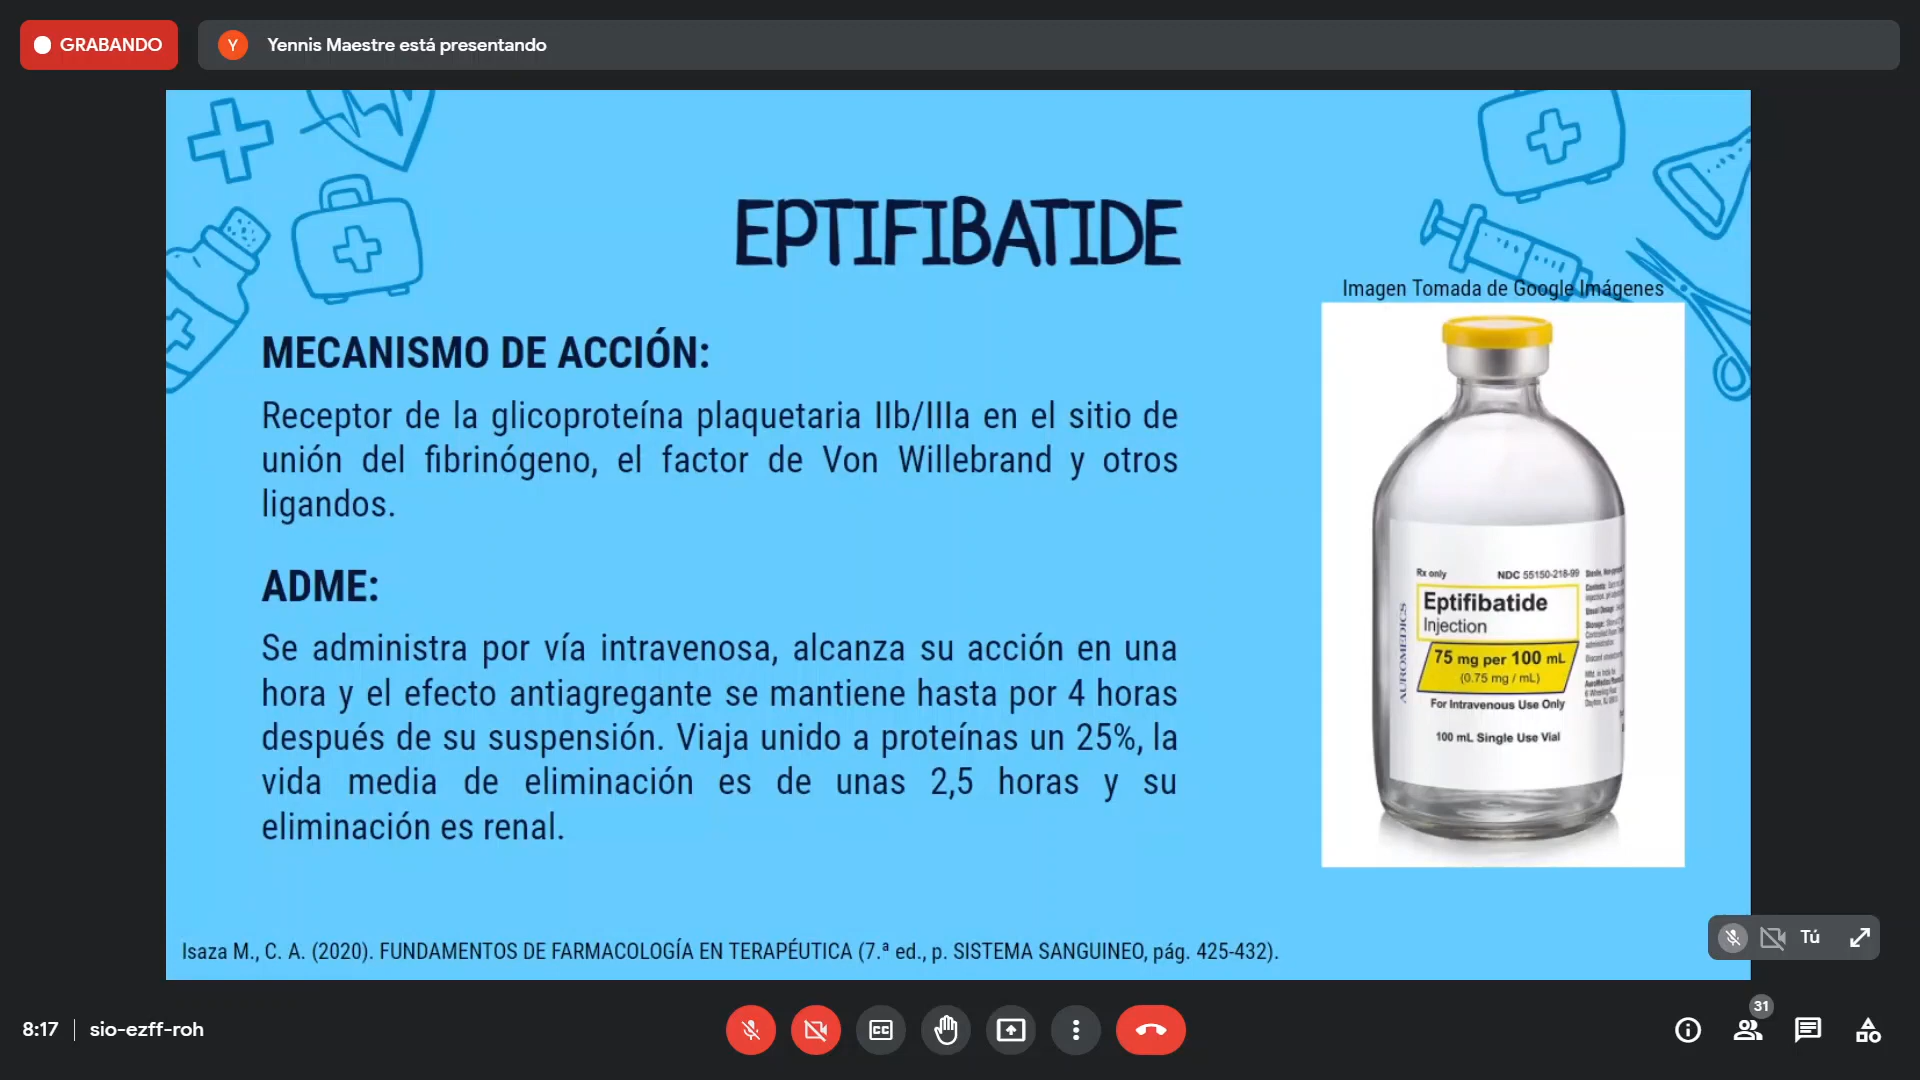 GRABANDO
Y
Yennis Maestre está presentando
EPTIFIBATIDE
Imagen Tomada de Google Imágenes
MECANISMO DE ACCIÓN:
Receptor de la glicoproteína plaquetaria IIb/IIIa en el sitio de
unión del fibrinógeno, el factor de Von Willebrand y otros
ligandos.
ADME:
Se administra por vía intravenosa, alcanza su acción en una
hora y el efecto antiagregante se mantiene hasta por 4 horas
después de su suspensión. Viaja unido a proteínas un 25%, la
vida media de eliminación es de unas 2,5 horas y su
eliminación es renal.
Rx only
NDC 55150-218-99
Eptifibatide
Injection
75 mg per 100 mL
(0.75 mg / mL)
For Intravenous Use Only
100 mL Single Use Vial
AUROMEDICS
Isaza M., C. A. (2020). FUNDAMENTOS DE FARMACOLOGÍA EN TERAPÉUTICA (7.ª ed., p. SISTEMA SANGUINEO, pág. 425-432).
Tú
8:17
sio-ezff-roh
CC
31